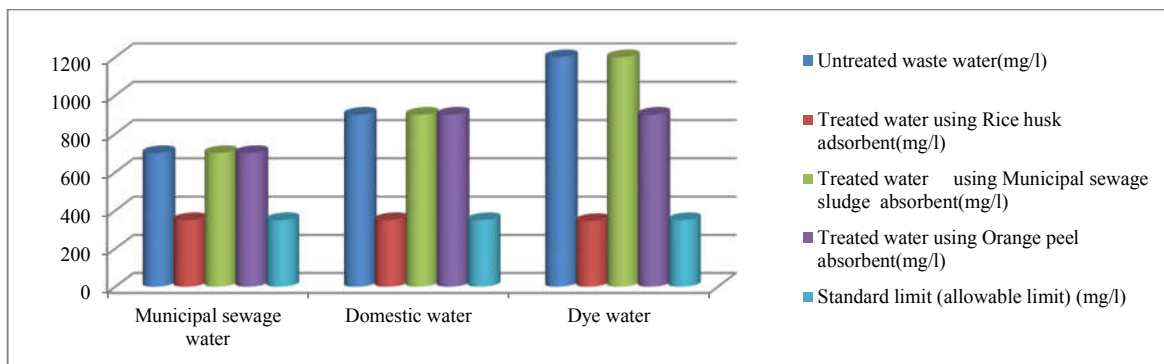 1200
1000
800
600
400
200
0
Municipal sewage
water
Domestic water
Dye water
Untreated waste water(mg/l)
Treated water using Rice husk
adsorbent(mg/l)
Treated water using Municipal sewage
sludge absorbent(mg/l)
Treated water using Orange peel
absorbent(mg/l)
Standard limit (allowable limit) (mg/l)